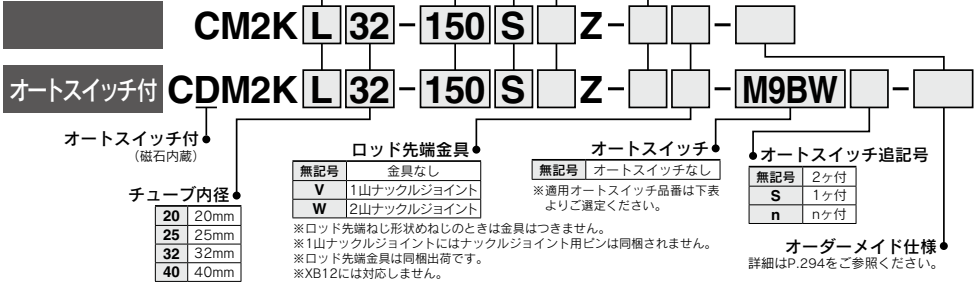 CM2K L 32-150 S Z- -
オートスイッチ付 CDM2K L 32-150 S Z- - M9BW -
オートスイッチ付
（磁石内蔵）
チューブ内径
20 20mm
25 25mm
32 32mm
40 40mm
ロッド先端金具
無記号 金具なし
V 1山ナックルジョイント
W 2山ナックルジョイント
※ロッド先端ねじ形状めねじのときは金具はつきません。
※1山ナックルジョイントにはナックルジョイント用ピンは同梱されません。
※ロッド先端金具は同梱出荷です。
※XB12には対応しません。
オートスイッチ
無記号 オートスイッチなし
※適用オートスイッチ品番は下表
よりご選定ください。
オートスイッチ追記号
無記号 2ヶ付
S 1ヶ付
n nヶ付
オーダーメイド仕様
詳細はP.294をご参照ください。